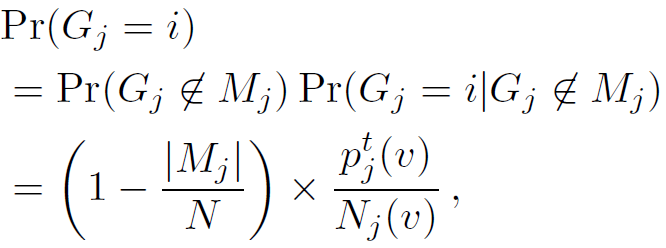 Pr(G_j = i)
= Pr(G_j ∉ M_j) Pr(G_j = i|G_j ∉ M_j)
= (1 − |M_j|/N) × p_j^t(v)/N_j(v) ,